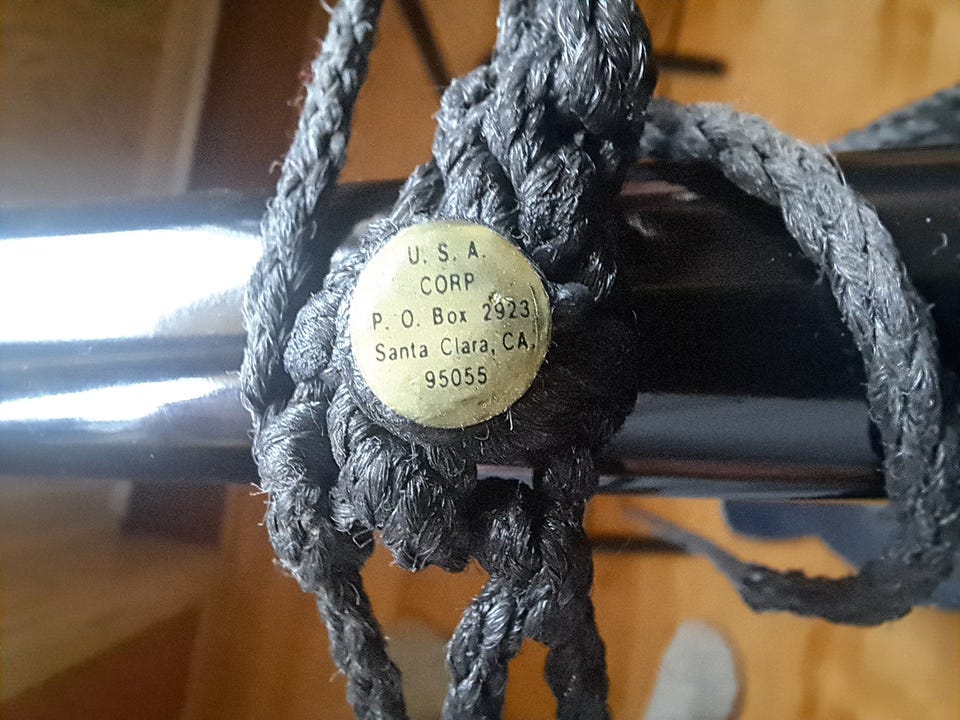 U. S. A.
CORP
P. O. Box 2923
Santa Clara, CA.
95055